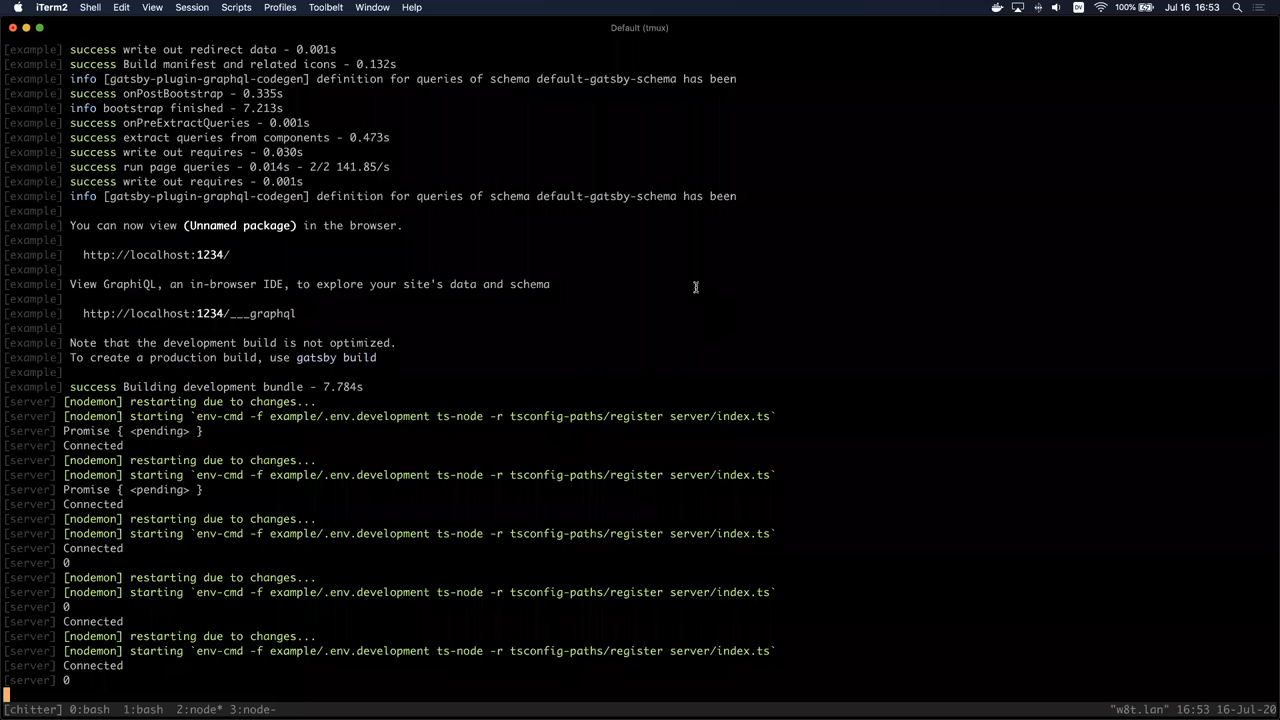 iTerm2 Shell Edit View Session Scripts Profiles Toolbelt Window Help 100% Jul 16 16:53
Default (tmux)
[example] success write out redirect data - 0.001s
[example] success Build manifest and related icons - 0.132s
[example] info [gatsby-plugin-graphql-codegen] definition for queries of schema default-gatsby-schema has been
[example] success onPostBootstrap - 0.335s
[example] info bootstrap finished - 7.213s
[example] success onPreExtractQueries - 0.001s
[example] success extract queries from components - 0.473s
[example] success write out requires - 0.030s
[example] success run page queries - 0.014s - 2/2 141.85/s
[example] success write out requires - 0.001s
[example] info [gatsby-plugin-graphql-codegen] definition for queries of schema default-gatsby-schema has been
[example]
[example] You can now view (Unnamed package) in the browser.
[example]
[example] http://localhost:1234/
[example]
[example] View GraphiQL, an in-browser IDE, to explore your site's data and schema
[example]
[example] http://localhost:1234/___graphql
[example]
[example] Note that the development build is not optimized.
[example] To create a production build, use gatsby build
[example]
[example] success Building development bundle - 7.784s
[server] [nodemon] restarting due to changes...
[server] [nodemon] starting `env-cmd -f example/.env.development ts-node -r tsconfig-paths/register server/index.ts`
[server] Promise { <pending> }
[server] Connected
[server] [nodemon] restarting due to changes...
[server] [nodemon] starting `env-cmd -f example/.env.development ts-node -r tsconfig-paths/register server/index.ts`
[server] Promise { <pending> }
[server] Connected
[server] [nodemon] restarting due to changes...
[server] [nodemon] starting `env-cmd -f example/.env.development ts-node -r tsconfig-paths/register server/index.ts`
[server] Connected
[server] 0
[server] [nodemon] restarting due to changes...
[server] [nodemon] starting `env-cmd -f example/.env.development ts-node -r tsconfig-paths/register server/index.ts`
[server] 0
[server] Connected
[server] [nodemon] restarting due to changes...
[server] [nodemon] starting `env-cmd -f example/.env.development ts-node -r tsconfig-paths/register server/index.ts`
[server] Connected
[server] 0
[chitter] 0:bash 1:bash 2:node* 3:node- "w8t.lan" 16:53 16-Jul-20